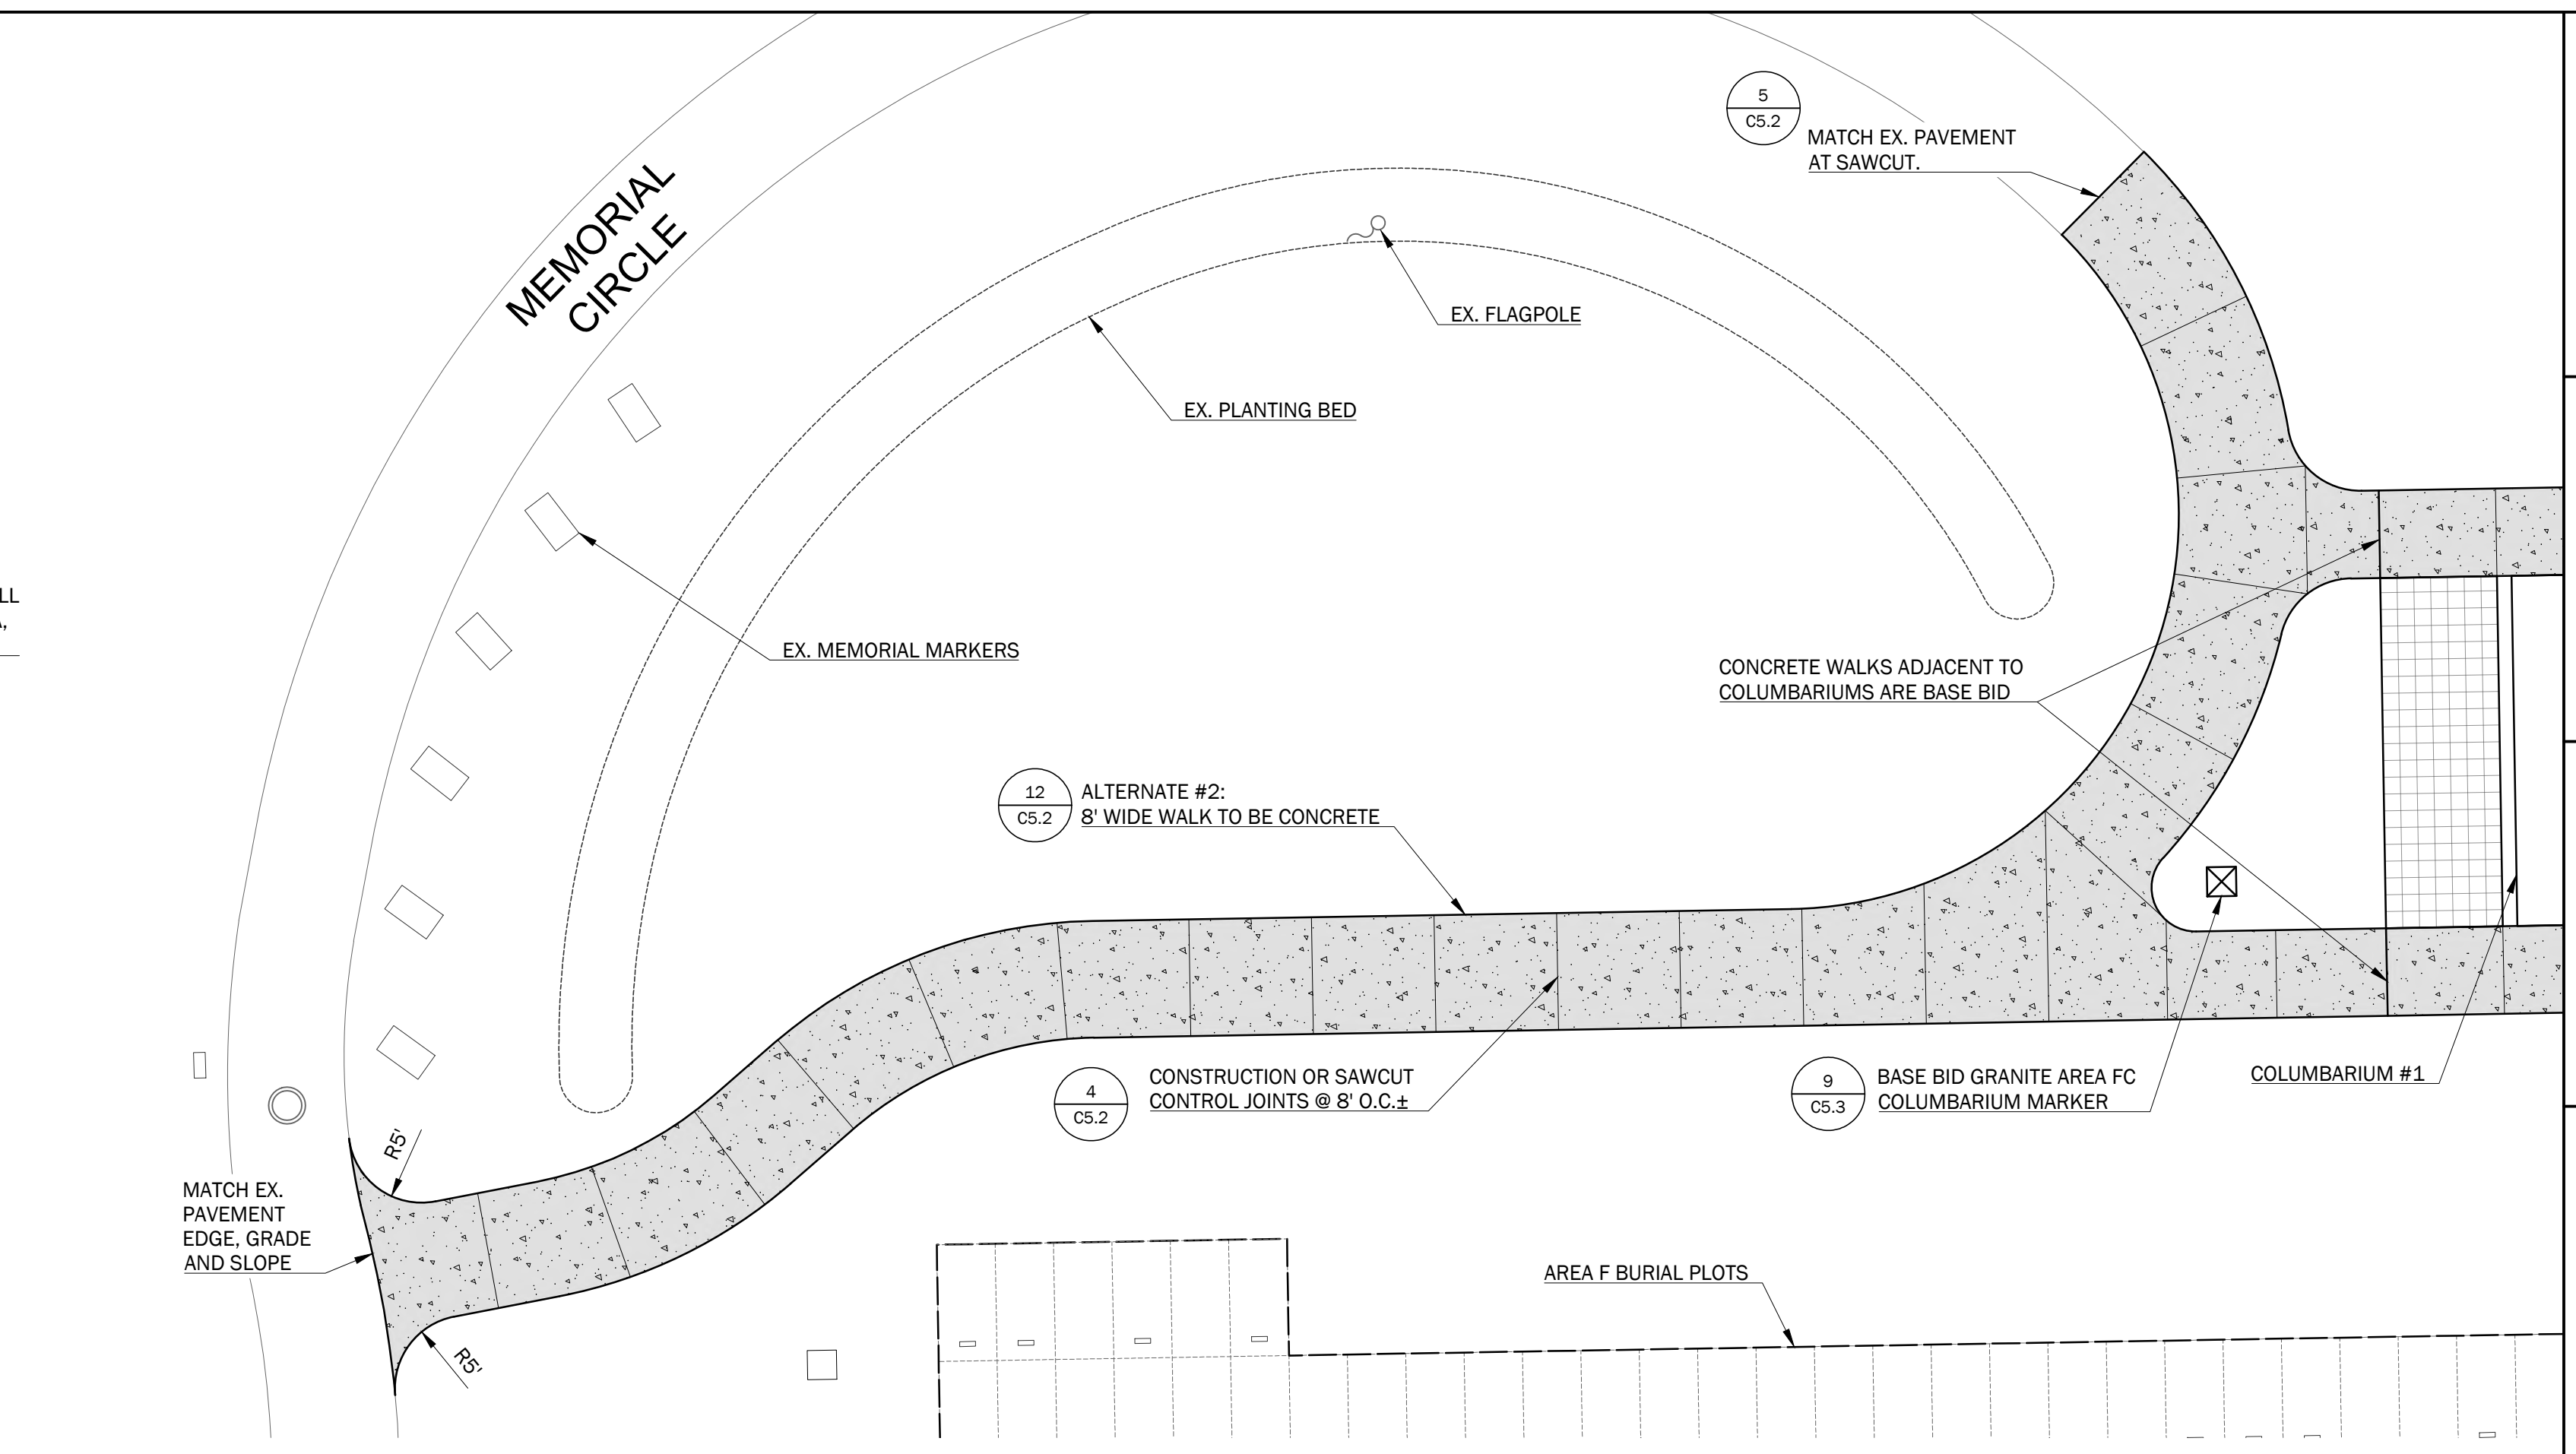 5
C5.2
MATCH EX. PAVEMENT
AT SAWCUT.
MEMORIAL
CIRCLE
EX. FLAGPOLE
EX. PLANTING BED
LL
EX. MEMORIAL MARKERS
CONCRETE WALKS ADJACENT TO
COLUMBARIUMS ARE BASE BID
12
C5.2
ALTERNATE #2:
8' WIDE WALK TO BE CONCRETE
4
C5.2
CONSTRUCTION OR SAWCUT
CONTROL JOINTS @ 8' O.C.±
9
C5.3
BASE BID GRANITE AREA FC
COLUMBARIUM MARKER
COLUMBARIUM #1
R5'
MATCH EX.
PAVEMENT
EDGE, GRADE
AND SLOPE
R5'
AREA F BURIAL PLOTS